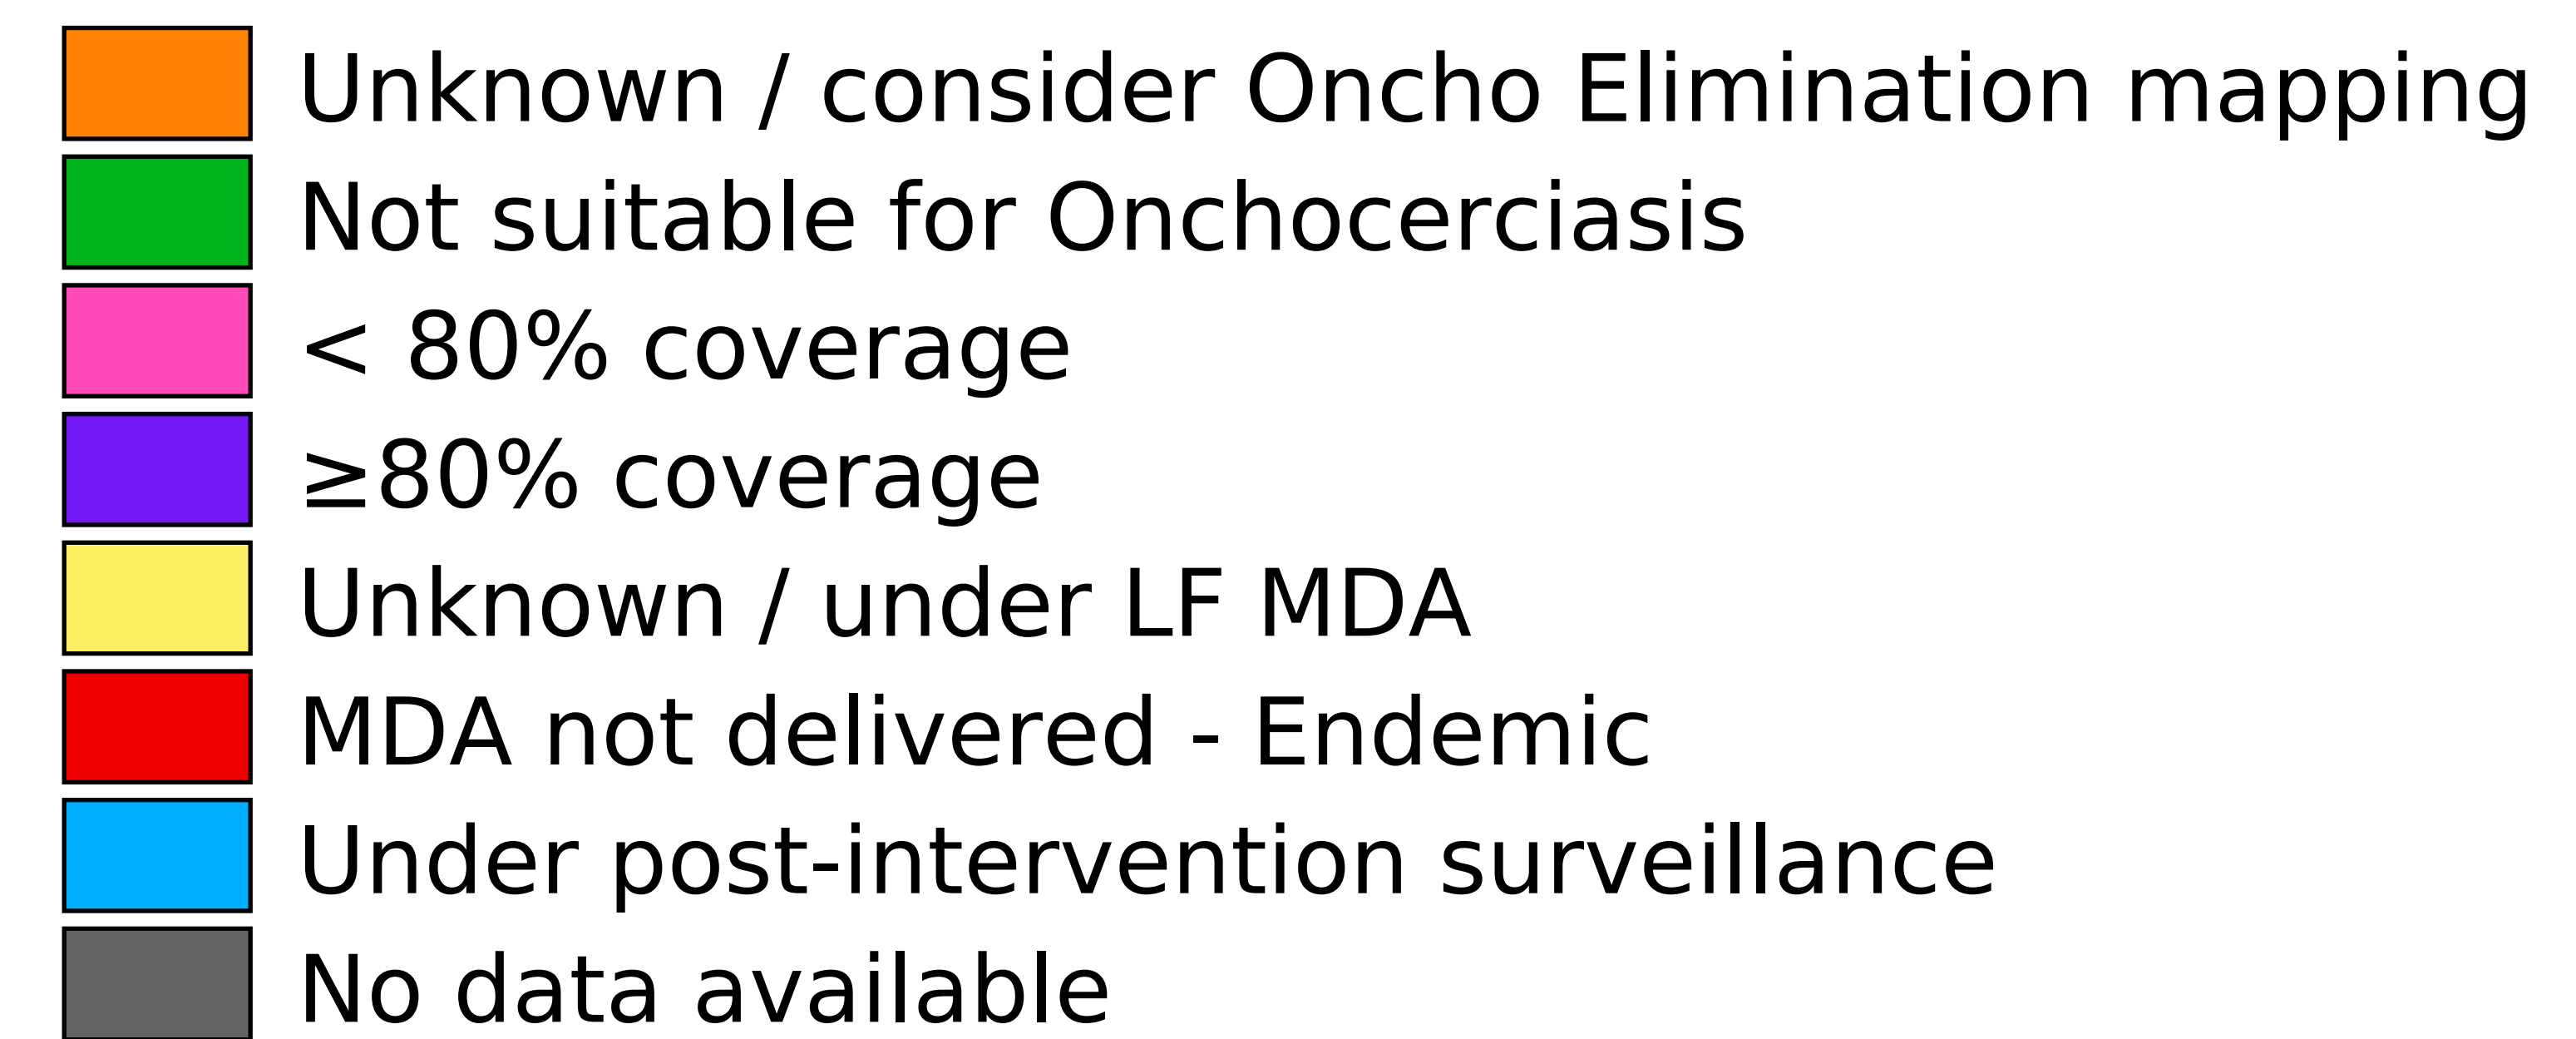 Unknown / consider Oncho Elimination mapping
Not suitable for Onchocerciasis
< 80% coverage
≥80% coverage
Unknown / under LF MDA
MDA not delivered - Endemic
Under post-intervention surveillance
No data available